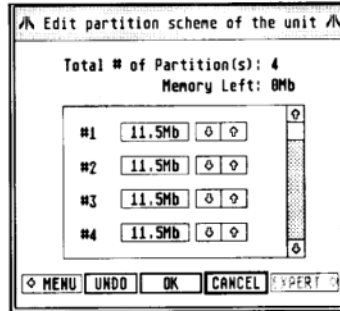 Edit partition scheme of the unit
Total # of Partition(s): 4
Memory Left: 0Mb
#1 11.5Mb
#2 11.5Mb
#3 11.5Mb
#4 11.5Mb
MENU UNDO OK CANCEL EXPERT